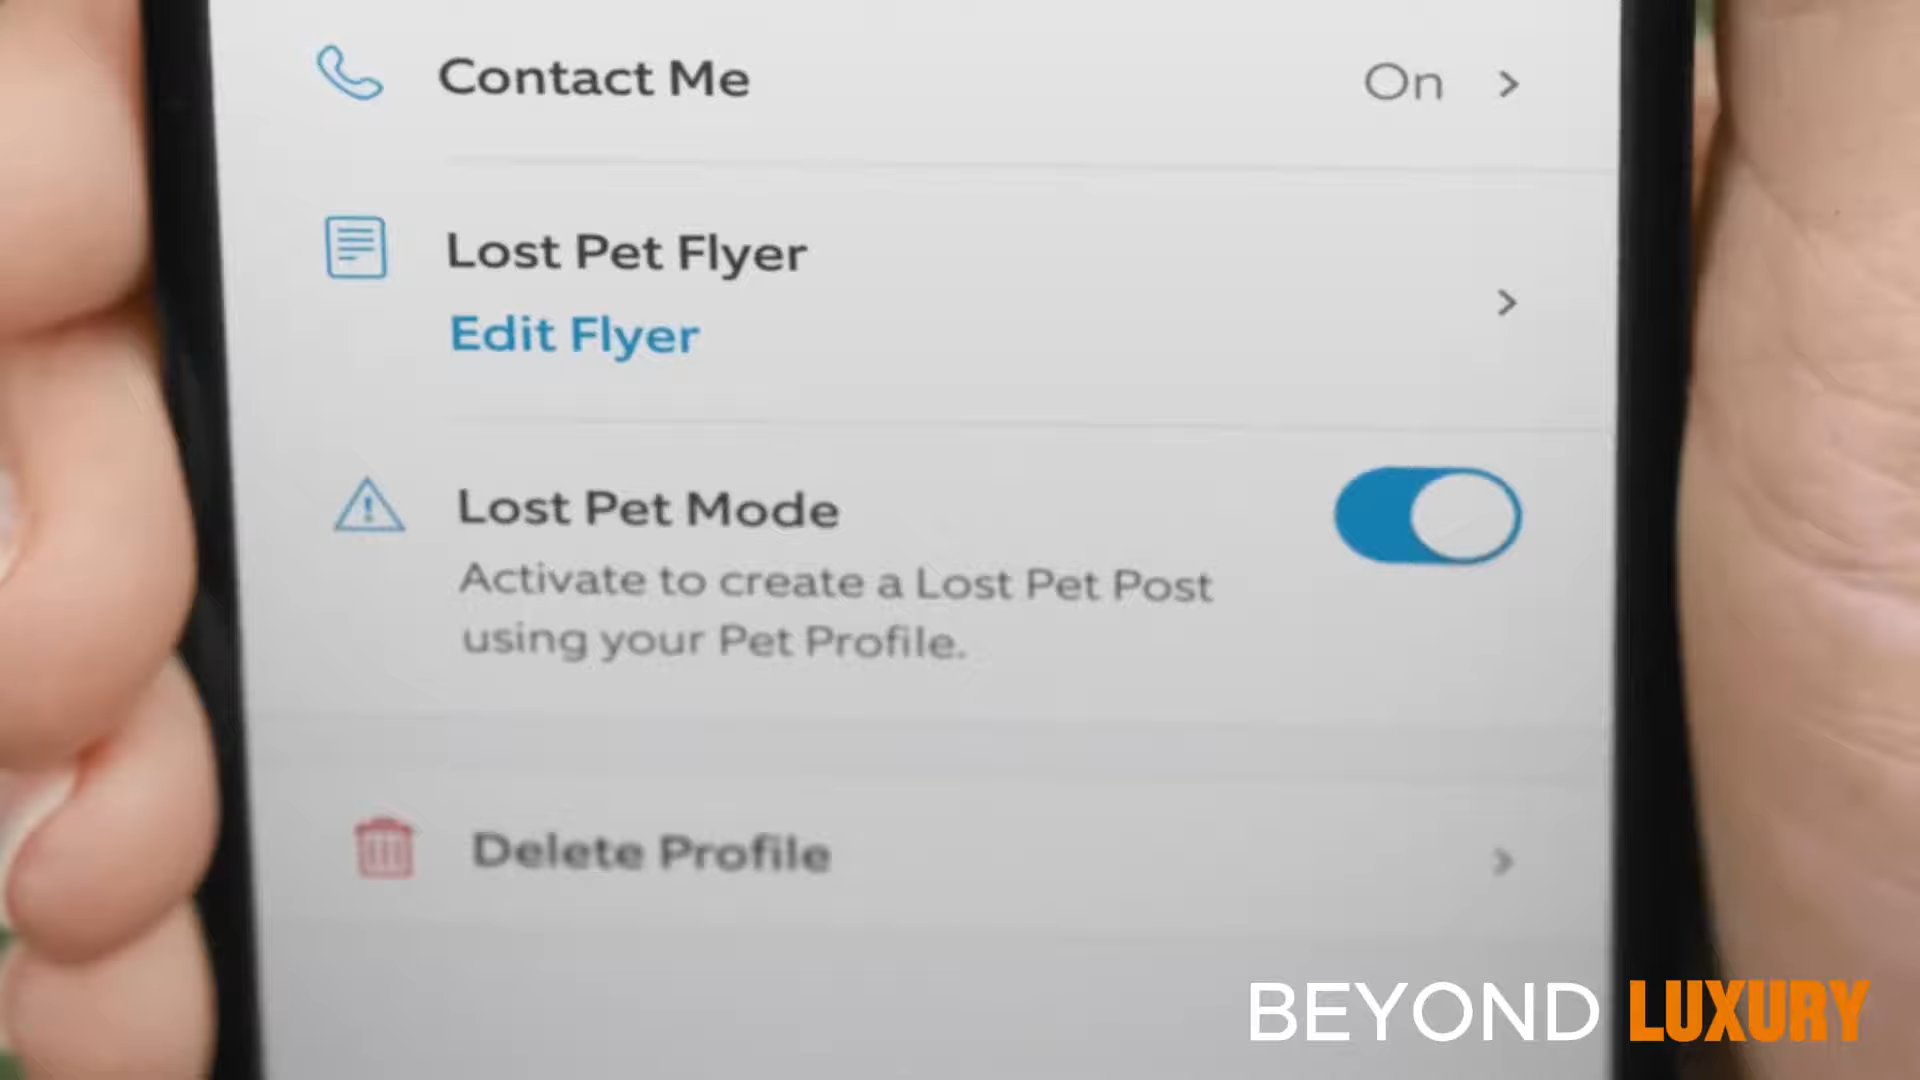 Contact Me
On
Lost Pet Flyer
Edit Flyer
Lost Pet Mode
Activate to create a Lost Pet Post
using your Pet Profile.
Delete Profile
BEYOND LUXURY